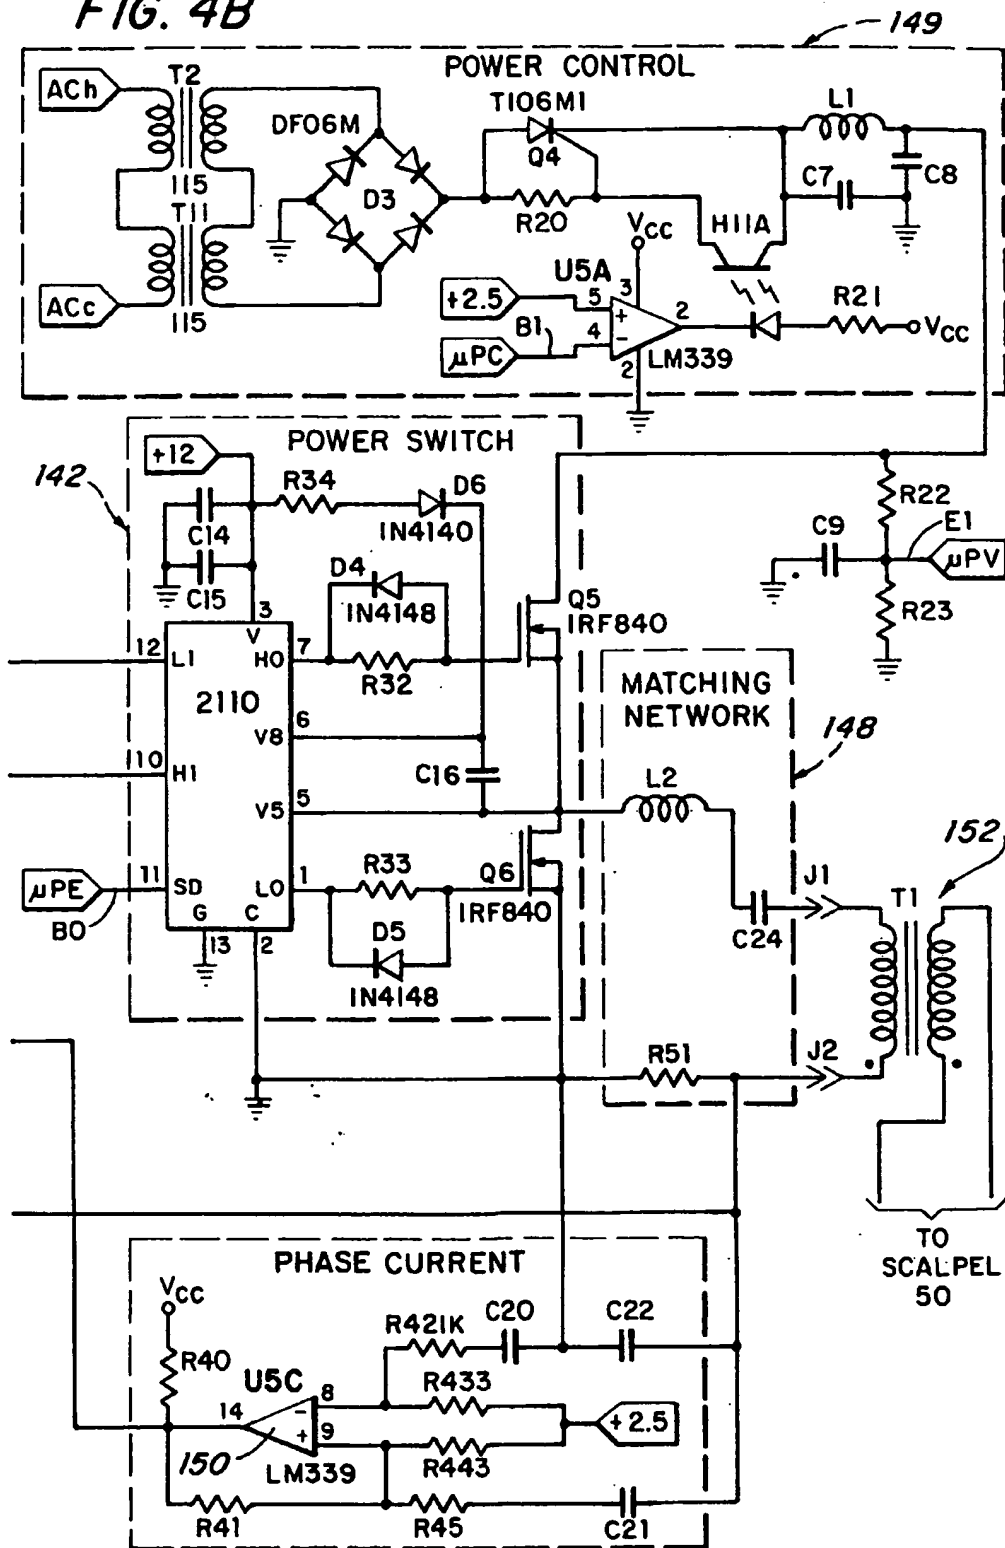 FIG. 4B
149
POWER CONTROL
ACh
T2
115
T11
ACc
115
DF06M
D3
T106M1
Q4
R20
L1
C7
C8
H11A
VCC
U5A
+2.5
5
+
3
2
B1
µPC
4
-
2
LM339
R21
VCC
142
POWER SWITCH
+12
R34
D6
1N4140
C14
C15
D4
1N4148
R32
3
V
12
L1
HO
7
2110
V8
6
10
H1
V5
5
C16
µPE
11
SD
LO
1
B0
G
C
13
2
R33
D5
1N4148
Q5
IRF840
Q6
IRF840
R22
C9
E1
µPV
R23
MATCHING
NETWORK
148
L2
C24
J1
T1
152
R51
J2
TO
SCALPEL
50
PHASE CURRENT
VCC
R40
U5C
14
8
-
9
+
150
LM339
R421K
C20
C22
R433
+2.5
R443
R41
R45
C21